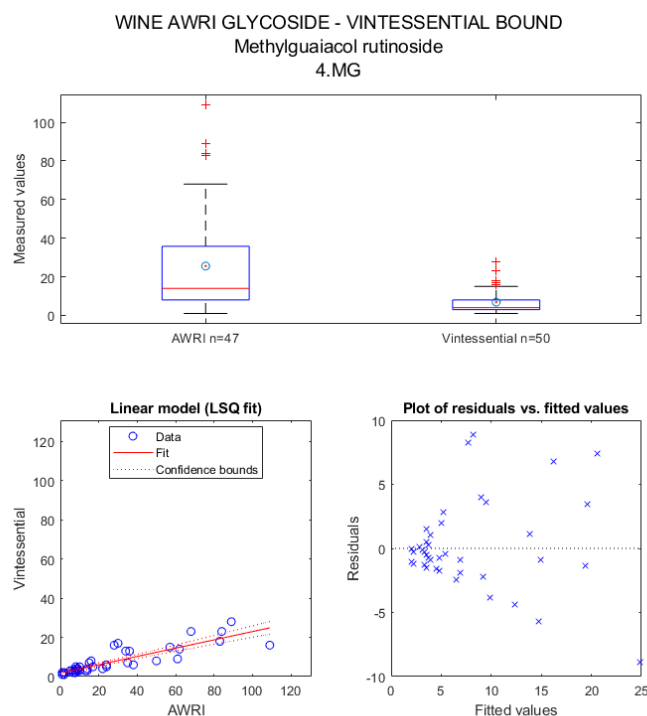 WINE AWRI GLYCOSIDE - VINTESSENTIAL BOUND
Methylguaiacol rutinoside
4.MG
Measured values
100
80
60
40
20
0
AWRI n=47
Vintessential n=50
Linear model (LSQ fit)
Data
Fit
Confidence bounds
Vintessential
120
100
80
60
40
20
0
0
20
40
60
80
100
120
AWRI
Plot of residuals vs. fitted values
Residuals
10
5
0
-5
-10
0
5
10
15
20
25
Fitted values